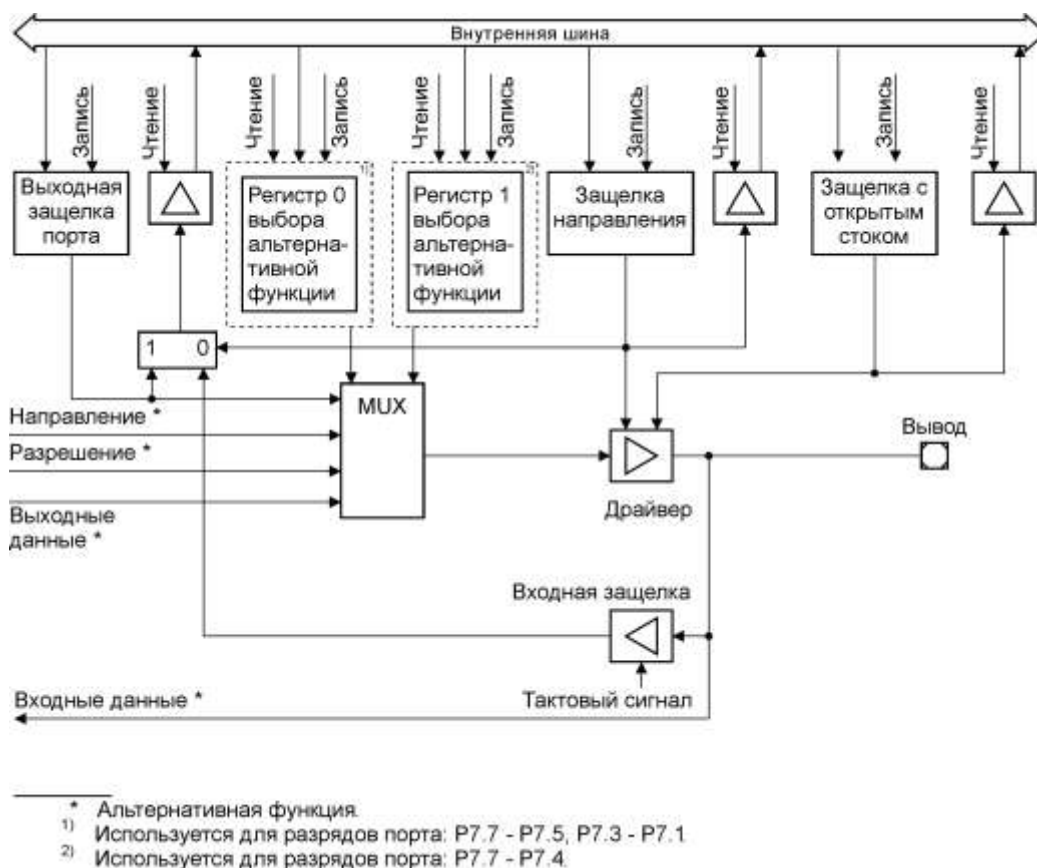 Внутренняя шина
Запись
Чтение
Чтение
Запись
Чтение
Запись
Запись
Чтение
Запись
Чтение
Выходная
защелка
порта
1)
Регистр 0
выбора
альтерна-
тивной
функции
2)
Регистр 1
выбора
альтерна-
тивной
функции
Защелка
направления
Защелка с
открытым
стоком
1 0
MUX
Направление *
Разрешение *
Выходные
данные *
Драйвер
Вывод
Входная защелка
Тактовый сигнал
Входные данные *
* Альтернативная функция.
1) Используется для разрядов порта: P7.7 - P7.5, P7.3 - P7.1
2) Используется для разрядов порта: P7.7 - P7.4.